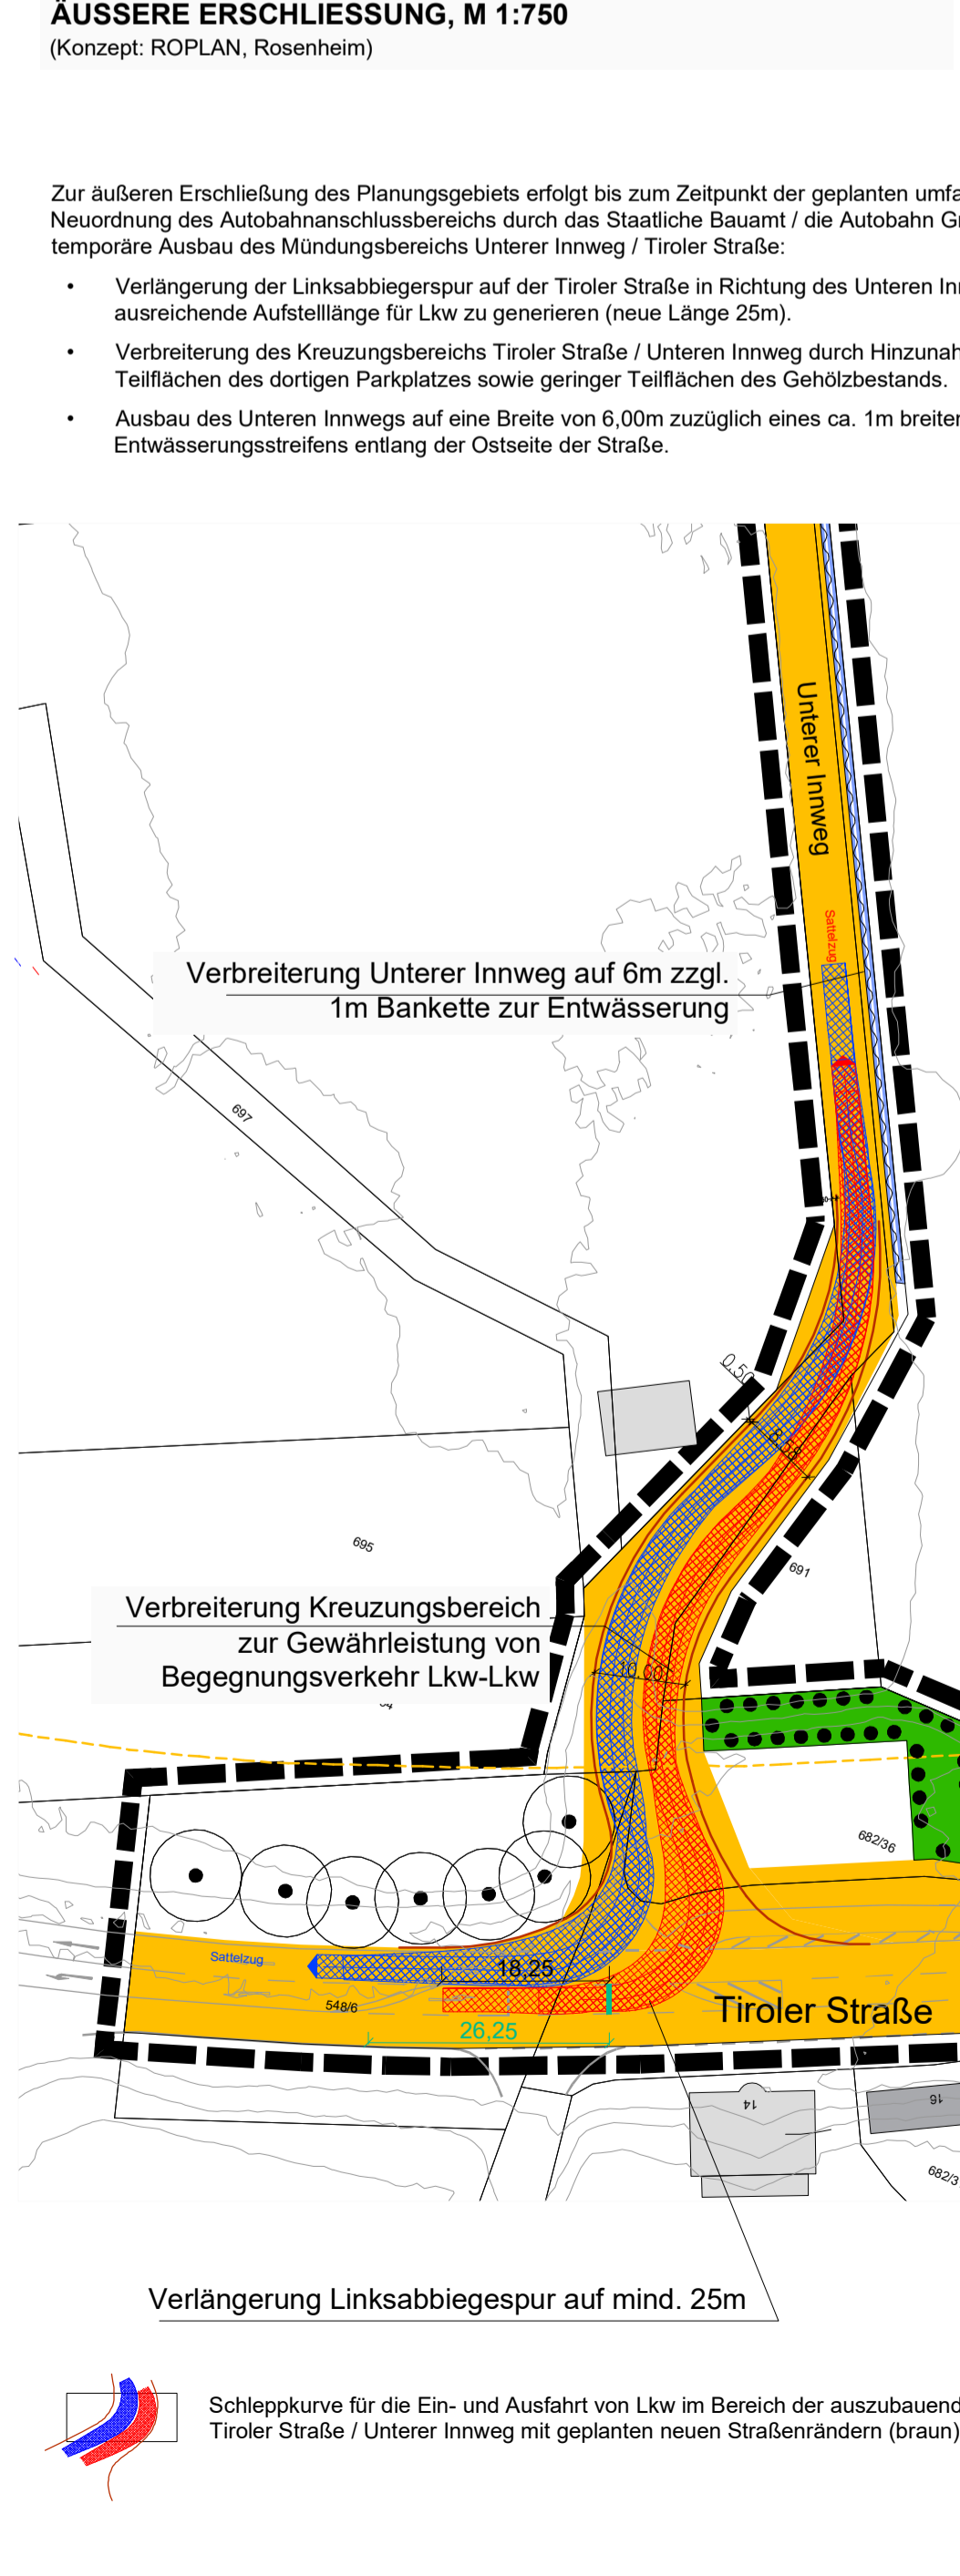 ÄUSSERE ERSCHLIESSUNG, M 1:750
(Konzept: ROPLAN, Rosenheim)
Zur äußeren Erschließung des Planungsgebiets erfolgt bis zum Zeitpunkt der geplanten umfa
Neuordnung des Autobahnanschlussbereichs durch das Staatliche Bauamt / die Autobahn G
temporäre Ausbau des Mündungsbereichs Unterer Innweg / Tiroler Straße:
• Verlängerung der Linksabbiegerspur auf der Tiroler Straße in Richtung des Unteren In
ausreichende Aufstelllänge für Lkw zu generieren (neue Länge 25m).
• Verbreiterung des Kreuzungsbereichs Tiroler Straße / Unteren Innweg durch Hinzunah
Teilflächen des dortigen Parkplatzes sowie geringer Teilflächen des Gehölzbestands.
• Ausbau des Unteren Innwegs auf eine Breite von 6,00m zuzüglich eines ca. 1m breiter
Entwässerungsstreifens entlang der Ostseite der Straße.
Unterer Innweg
Sattelzug
Verbreiterung Unterer Innweg auf 6m zzgl.
1m Bankette zur Entwässerung
697
0,50
695
691
Verbreiterung Kreuzungsbereich
zur Gewährleistung von
Begegnungsverkehr Lkw-Lkw
10,00
682/36
Sattelzug
18,25
548/6
Tiroler Straße
26,25
14
16
682/3
Verlängerung Linksabbiegespur auf mind. 25m
Schleppkurve für die Ein- und Ausfahrt von Lkw im Bereich der auszubauend
Tiroler Straße / Unterer Innweg mit geplanten neuen Straßenrändern (braun)